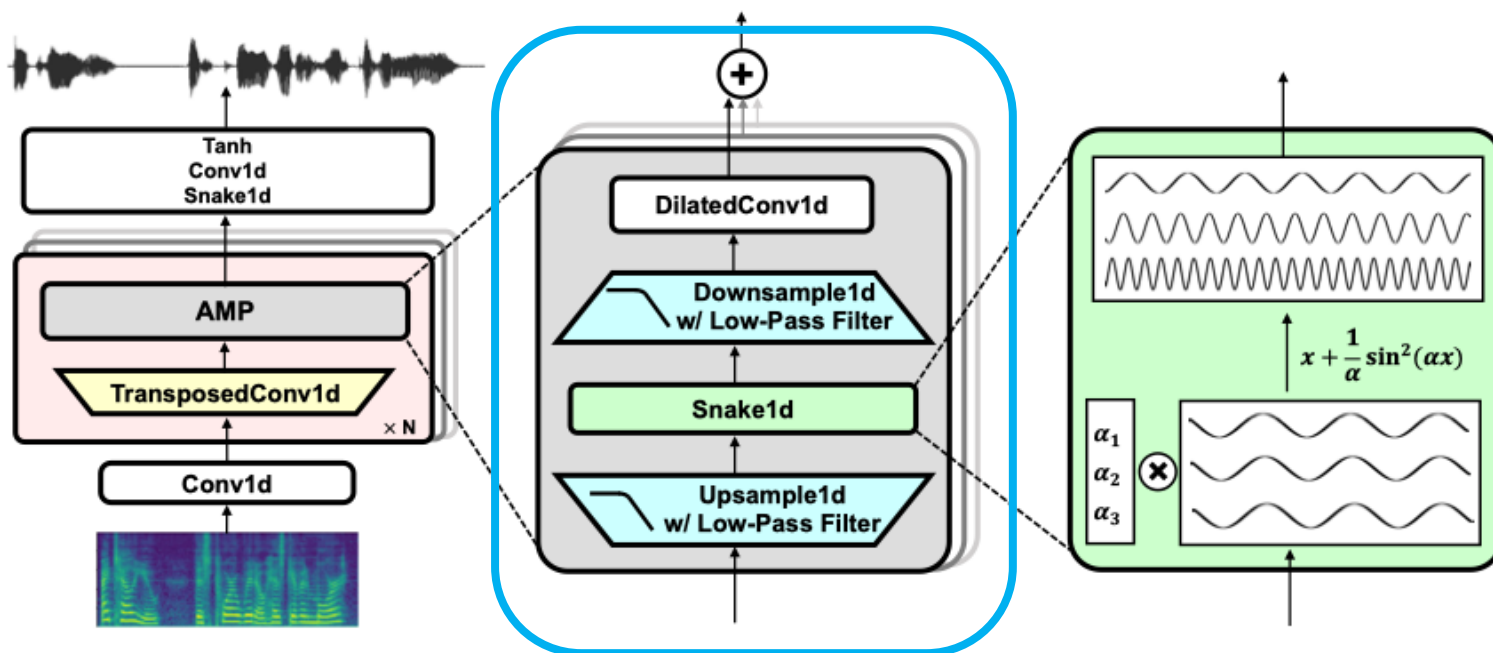 Tanh
Conv1d
Snake1d
AMP
TransposedConv1d
× N
Conv1d
+
DilatedConv1d
Downsample1d
w/ Low-Pass Filter
Snake1d
Upsample1d
w/ Low-Pass Filter
x + 1/α sin²(αx)
α₁
α₂
α₃
×